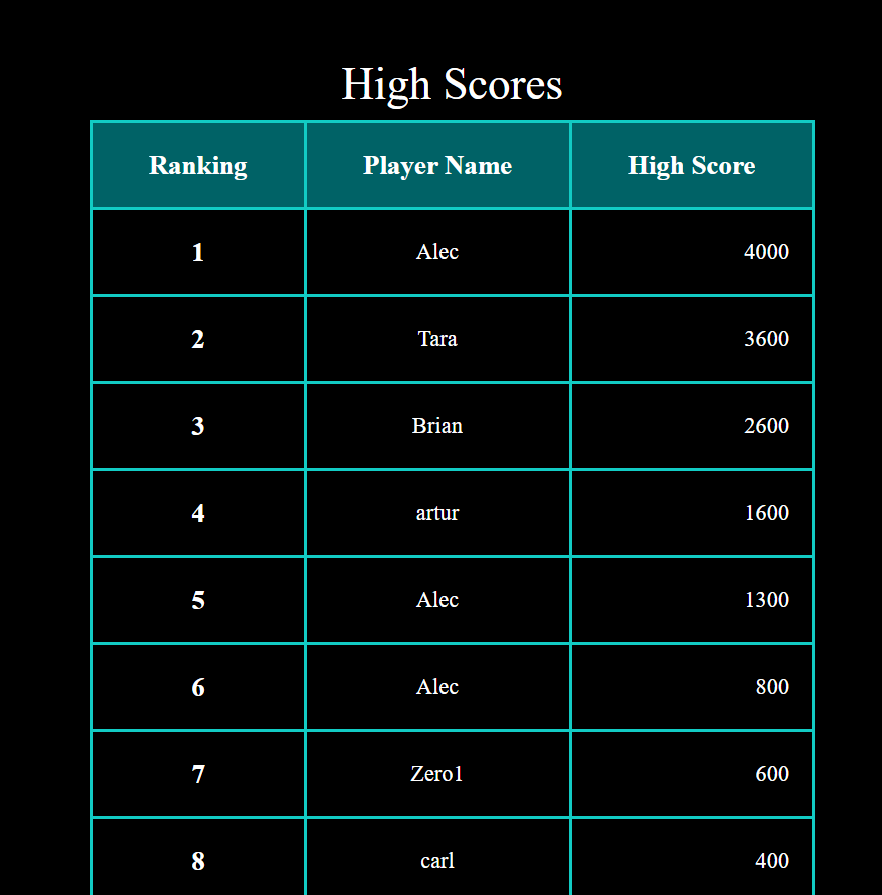 High Scores
Ranking Player Name High Score
1 Alec 4000
2 Tara 3600
3 Brian 2600
4 artur 1600
5 Alec 1300
6 Alec 800
7 Zero1 600
8 carl 400